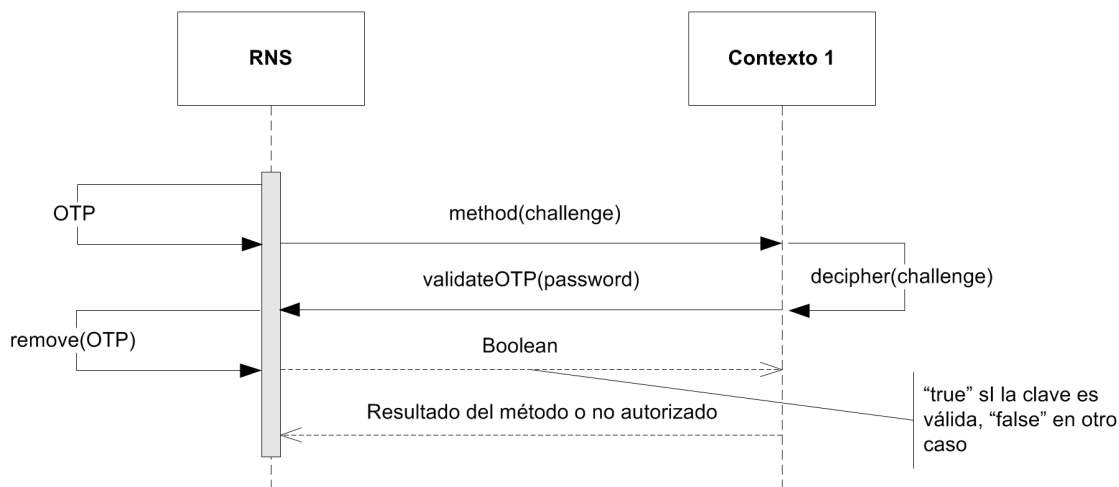 RNS
Contexto 1
OTP
method(challenge)
decipher(challenge)
validateOTP(password)
remove(OTP)
Boolean
“true” sI la clave es
válida, “false” en otro
caso
Resultado del método o no autorizado